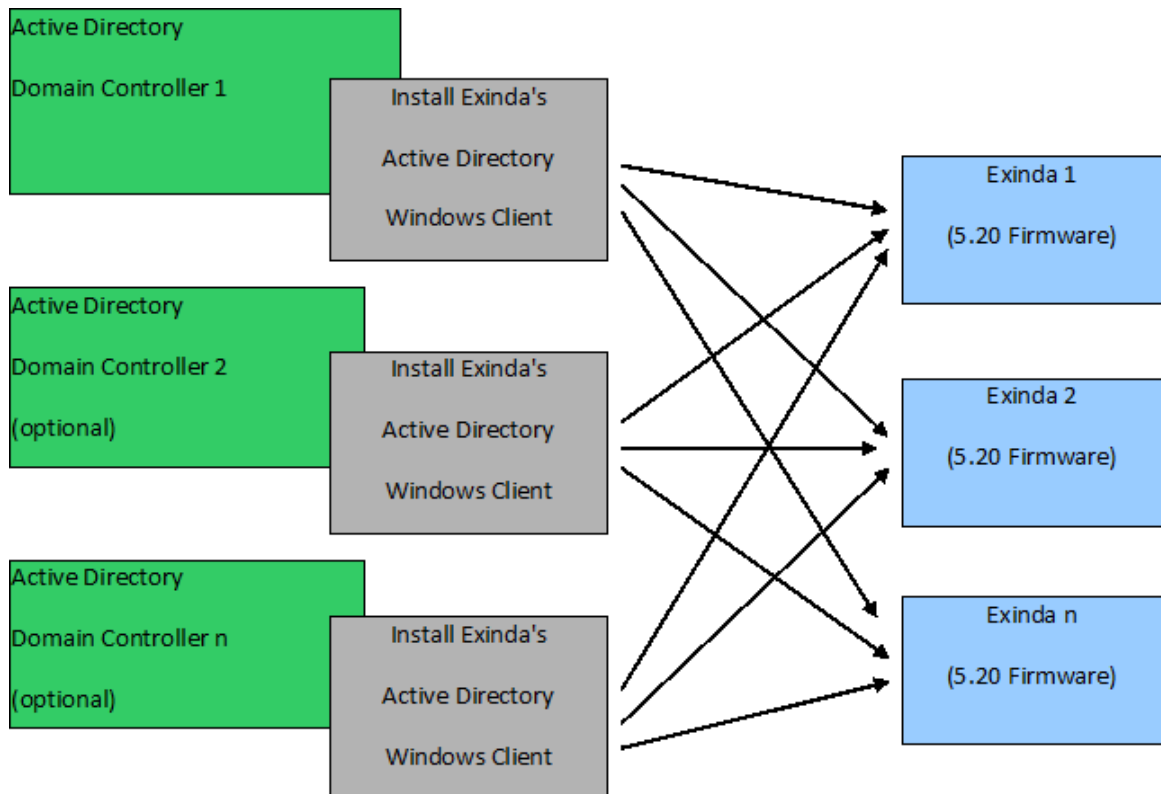 Active Directory
Domain Controller 1
Install Exinda's
Active Directory
Windows Client
Exinda 1
(5.20 Firmware)
Active Directory
Domain Controller 2
(optional)
Install Exinda's
Active Directory
Windows Client
Exinda 2
(5.20 Firmware)
Active Directory
Domain Controller n
(optional)
Install Exinda's
Active Directory
Windows Client
Exinda n
(5.20 Firmware)